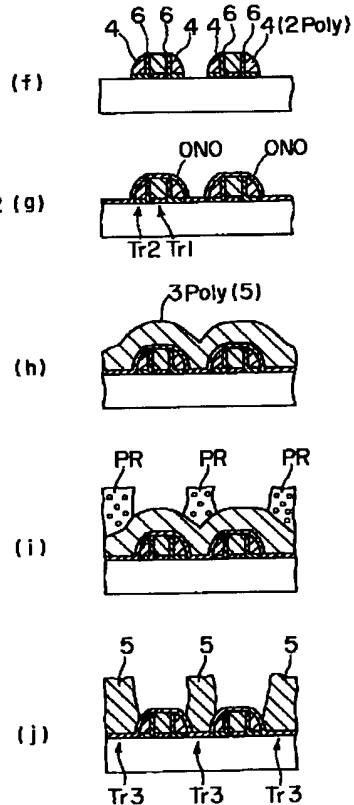 4 6 6 4 4 6 6 4(2Poly)
(f)
ONO ONO
2 (g)
Tr2 Tr1
3Poly(5)
(h)
PR PR PR
(i)
5 5 5
(j)
Tr3 Tr3 Tr3